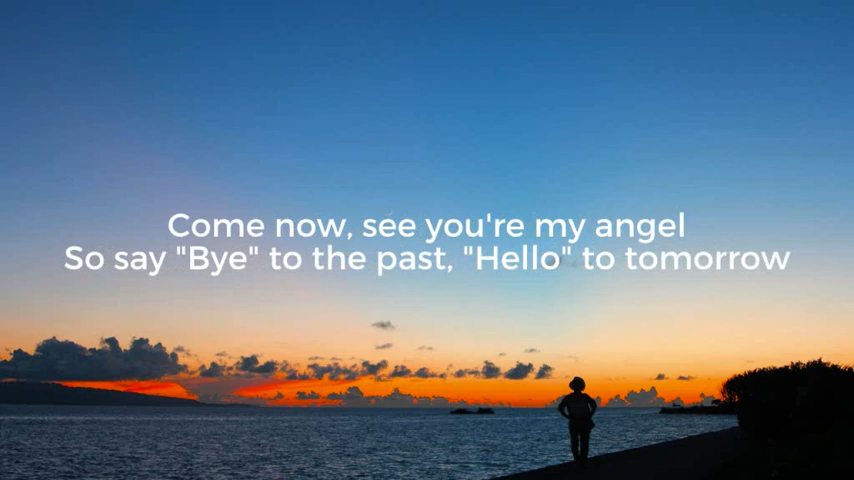 Come now, see you're my angel
So say "Bye" to the past, "Hello" to tomorrow